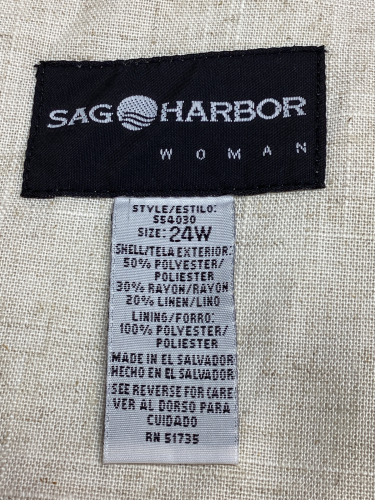 SAG HARBOR
WOMAN
STYLE/ESTILO:
S54030
SIZE: 24W
SHELL/TELA EXTERIOR:
50% POLYESTER/
POLIESTER
30% RAYON/RAYON
20% LINEN/LINO
LINING/FORRO:
100% POLYESTER/
POLIESTER
MADE IN EL SALVADOR
HECHO EN EL SALVADOR
SEE REVERSE FOR CARE
VER AL DORSO PARA
CUIDADO
RN 51735